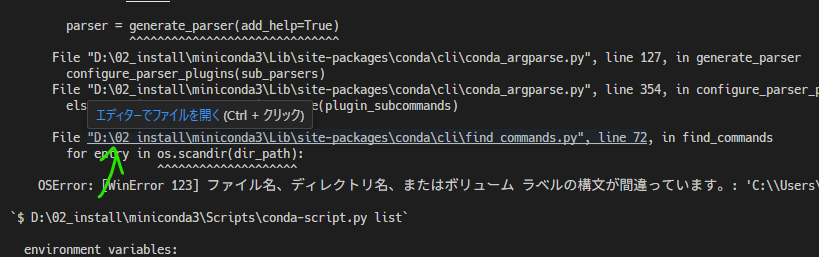 parser = generate_parser(add_help=True)
^^^^^^^^^^^^^^^^^^^^^^^^^^^^^^
File "D:\02_install\miniconda3\Lib\site-packages\conda\cli\conda_argparse.py", line 127, in generate_parser
configure_parser_plugins(sub_parsers)
File "D:\02_install\miniconda3\Lib\site-packages\conda\cli\conda_argparse.py", line 354, in configure_parser_p
els
e(plugin_subcommands)
エディターでファイルを開く (Ctrl + クリック)
File "D:\02_install\miniconda3\Lib\site-packages\conda\cli\find_commands.py", line 72, in find_commands
for entry in os.scandir(dir_path):
^^^^^^^^^^^^^^^^^^^^
OSError: [WinError 123] ファイル名、ディレクトリ名、またはボリューム ラベルの構文が間違っています。: 'C:\\Users\
`$ D:\02_install\miniconda3\Scripts\conda-script.py list`
environment variables: